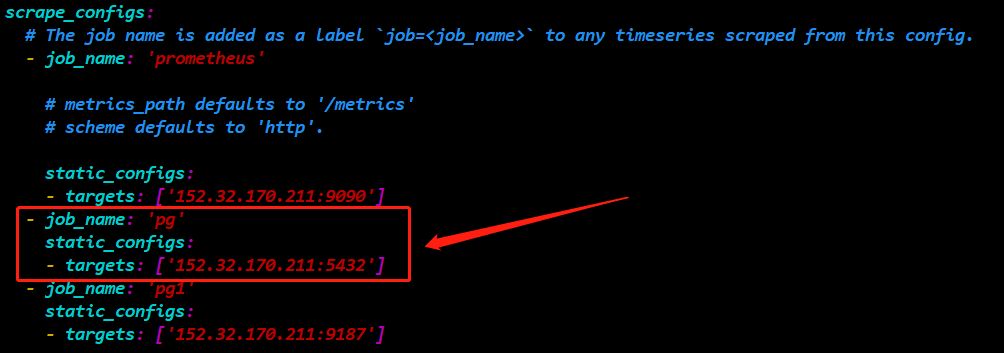 scrape_configs:
  # The job name is added as a label `job=<job_name>` to any timeseries scraped from this config.
  - job_name: 'prometheus'

    # metrics_path defaults to '/metrics'
    # scheme defaults to 'http'.

    static_configs:
    - targets: ['152.32.170.211:9090']
  - job_name: 'pg'
    static_configs:
    - targets: ['152.32.170.211:5432']
  - job_name: 'pg1'
    static_configs:
    - targets: ['152.32.170.211:9187']